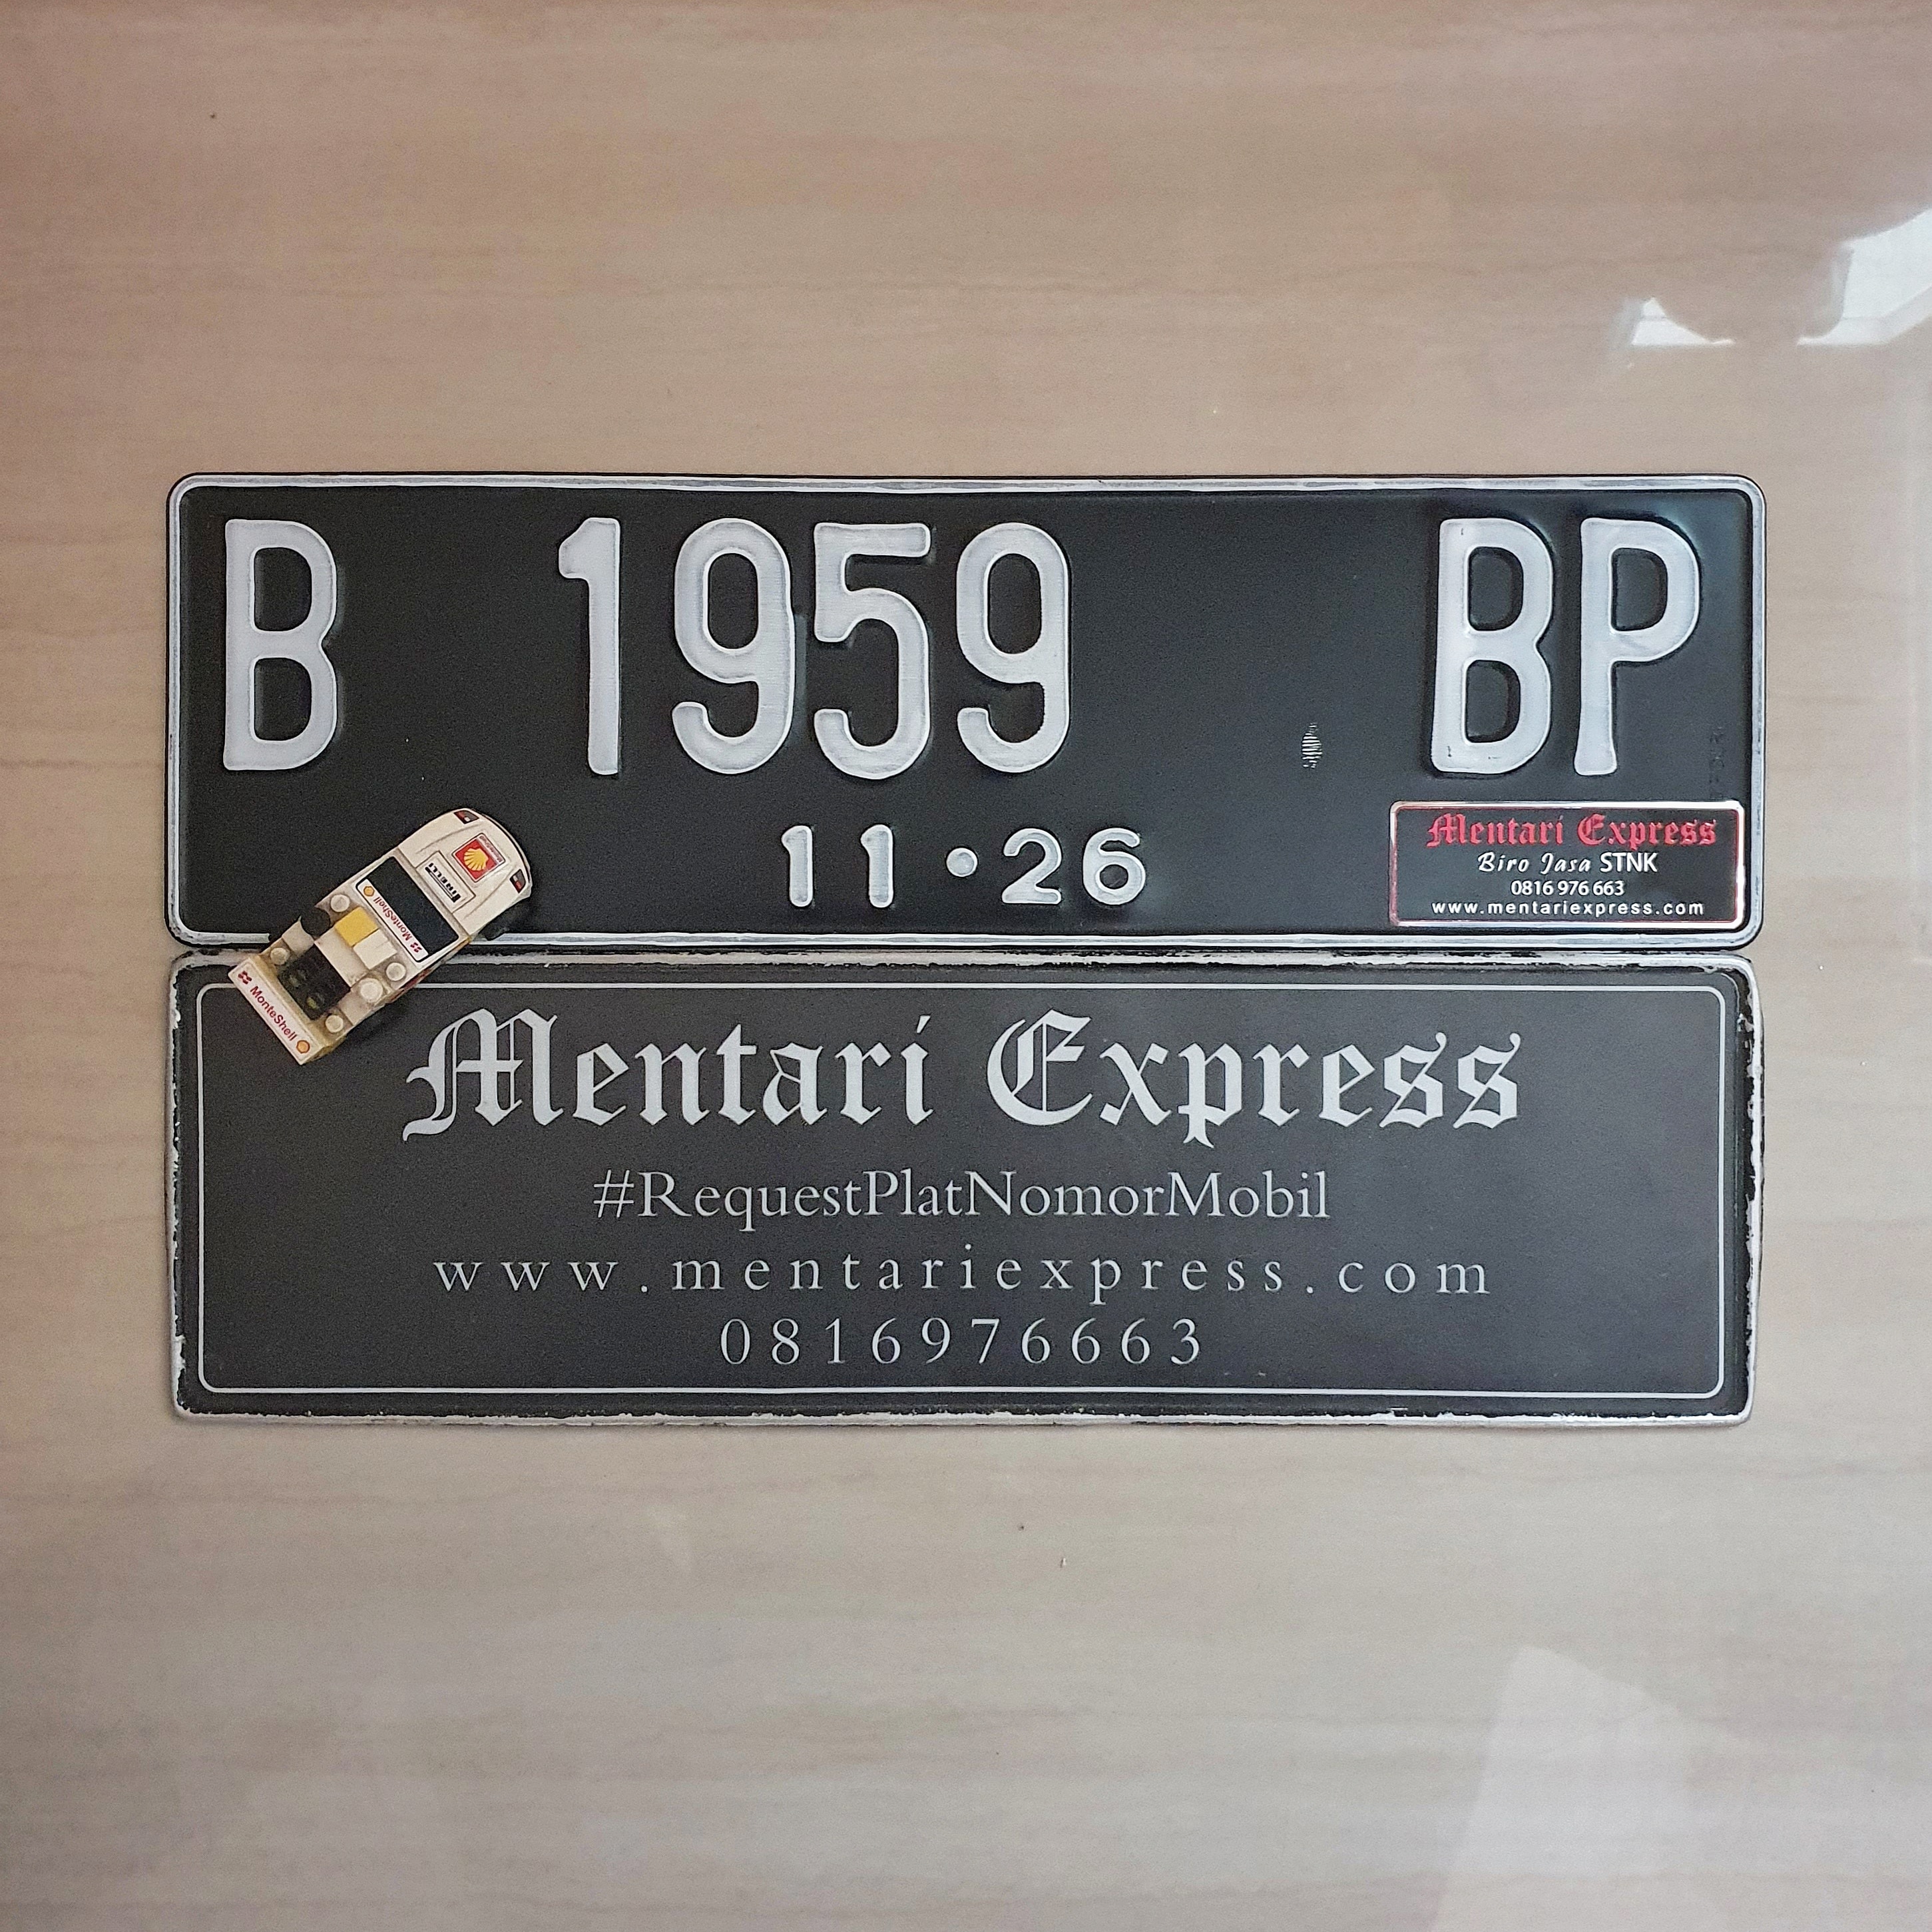 B 1959 BP
11·26
Mentari Express
Biro Jasa STNK
0816 976 663
www.mentariexpress.com
PIRELLI
MonteShell
MonteShell
Mentari Express
#RequestPlatNomorMobil
www.mentariexpress.com
0816976663